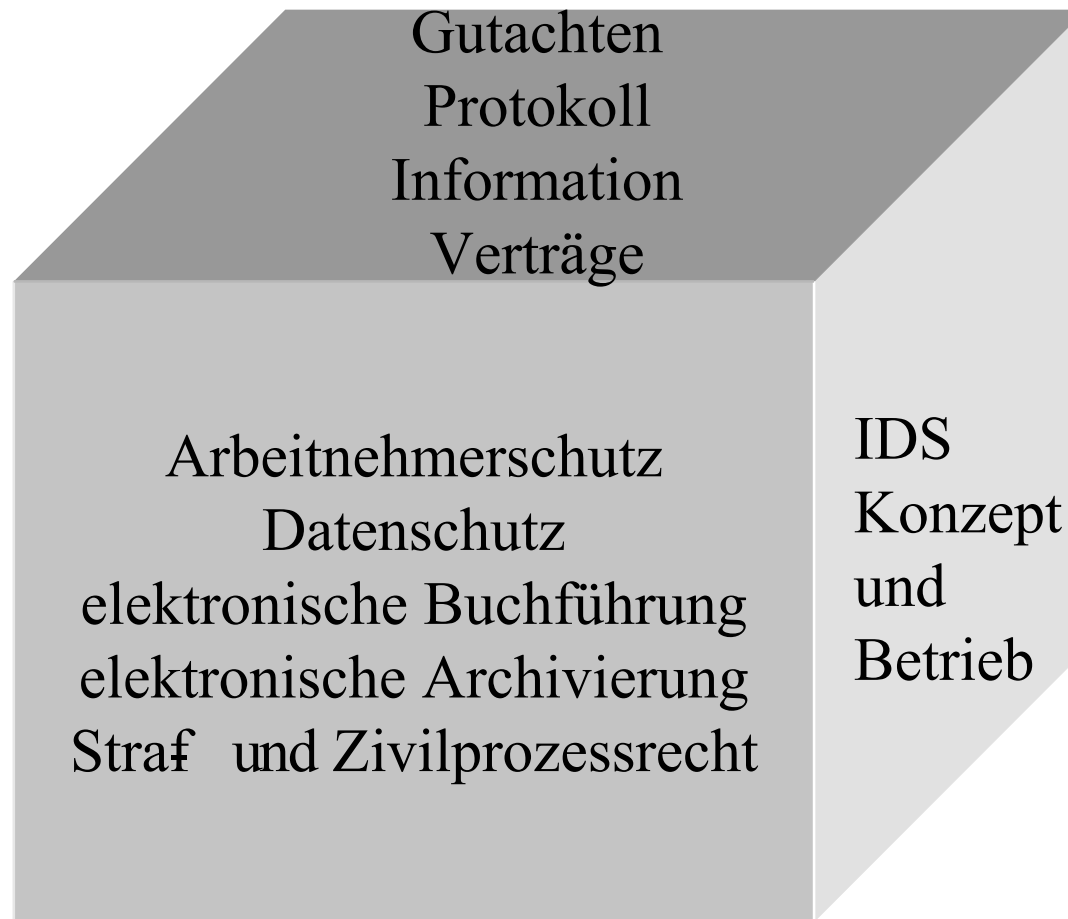 Gutachten
Protokoll
Information
Verträge
Arbeitnehmerschutz
Datenschutz
elektronische Buchführung
elektronische Archivierung
Straf- und Zivilprozessrecht
IDS
Konzept
und
Betrieb